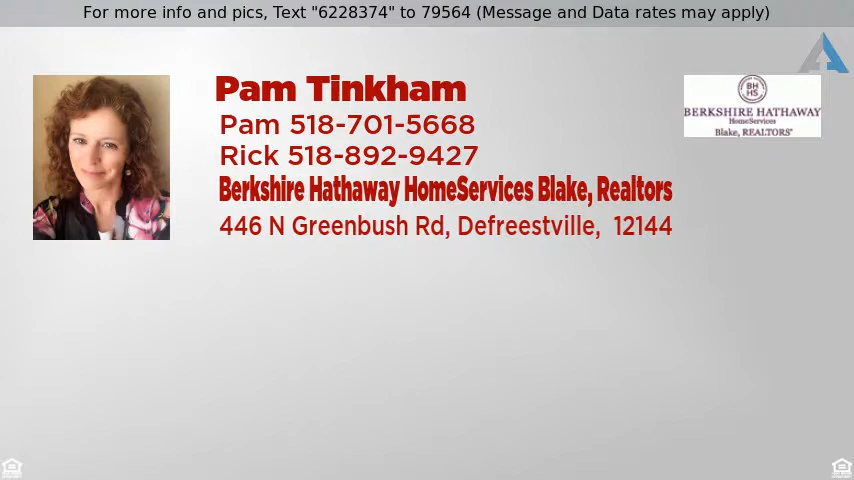 For more info and pics, Text "6228374" to 79564 (Message and Data rates may apply)
Pam Tinkham
Pam 518-701-5668
Rick 518-892-9427
Berkshire Hathaway HomeServices Blake, Realtors
446 N Greenbush Rd, Defreestville,  12144
BH
HS
BERKSHIRE HATHAWAY
HomeServices
Blake, REALTORS®